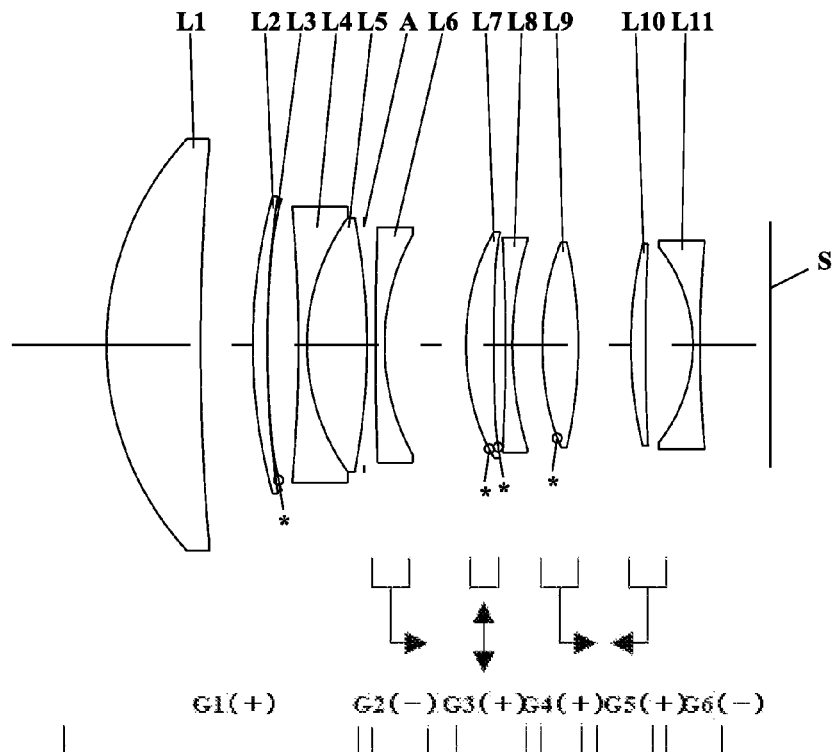 L1 L2 L3 L4 L5 A L6 L7 L8 L9 L10 L11
S
* * * *
G1(+) G2(-) G3(+) G4(+) G5(+) G6(-)